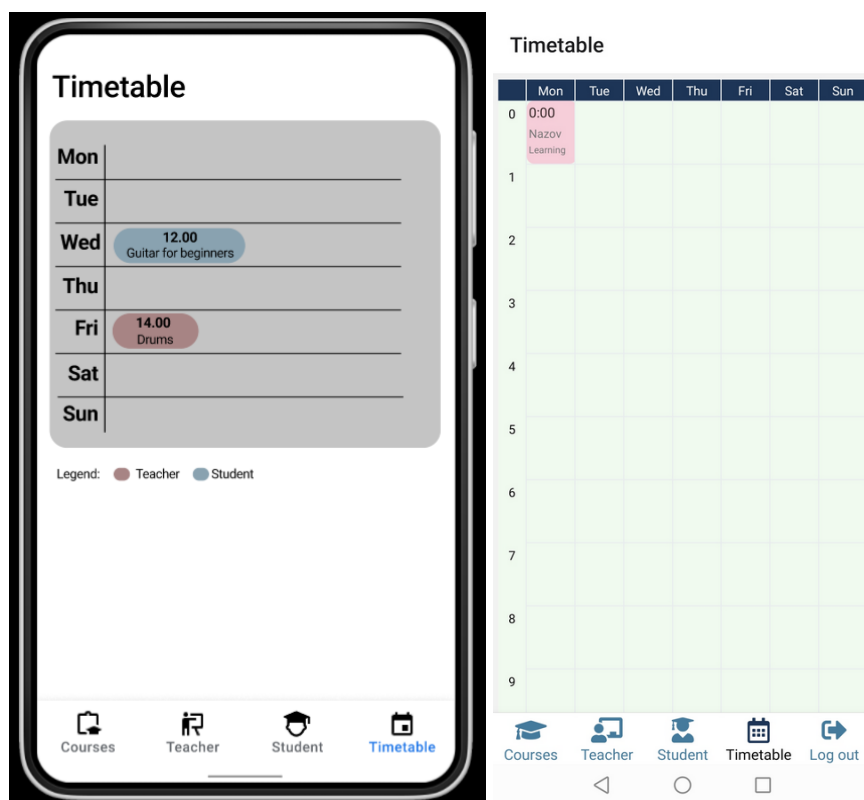 Timetable
Mon
Tue
Wed
12.00
Guitar for beginners
Thu
Fri
14.00
Drums
Sat
Sun
Legend: Teacher Student
Courses Teacher Student Timetable
Timetable
Mon Tue Wed Thu Fri Sat Sun
0 0:00
Nazov
Learning
1
2
3
4
5
6
7
8
9
Courses Teacher Student Timetable Log out